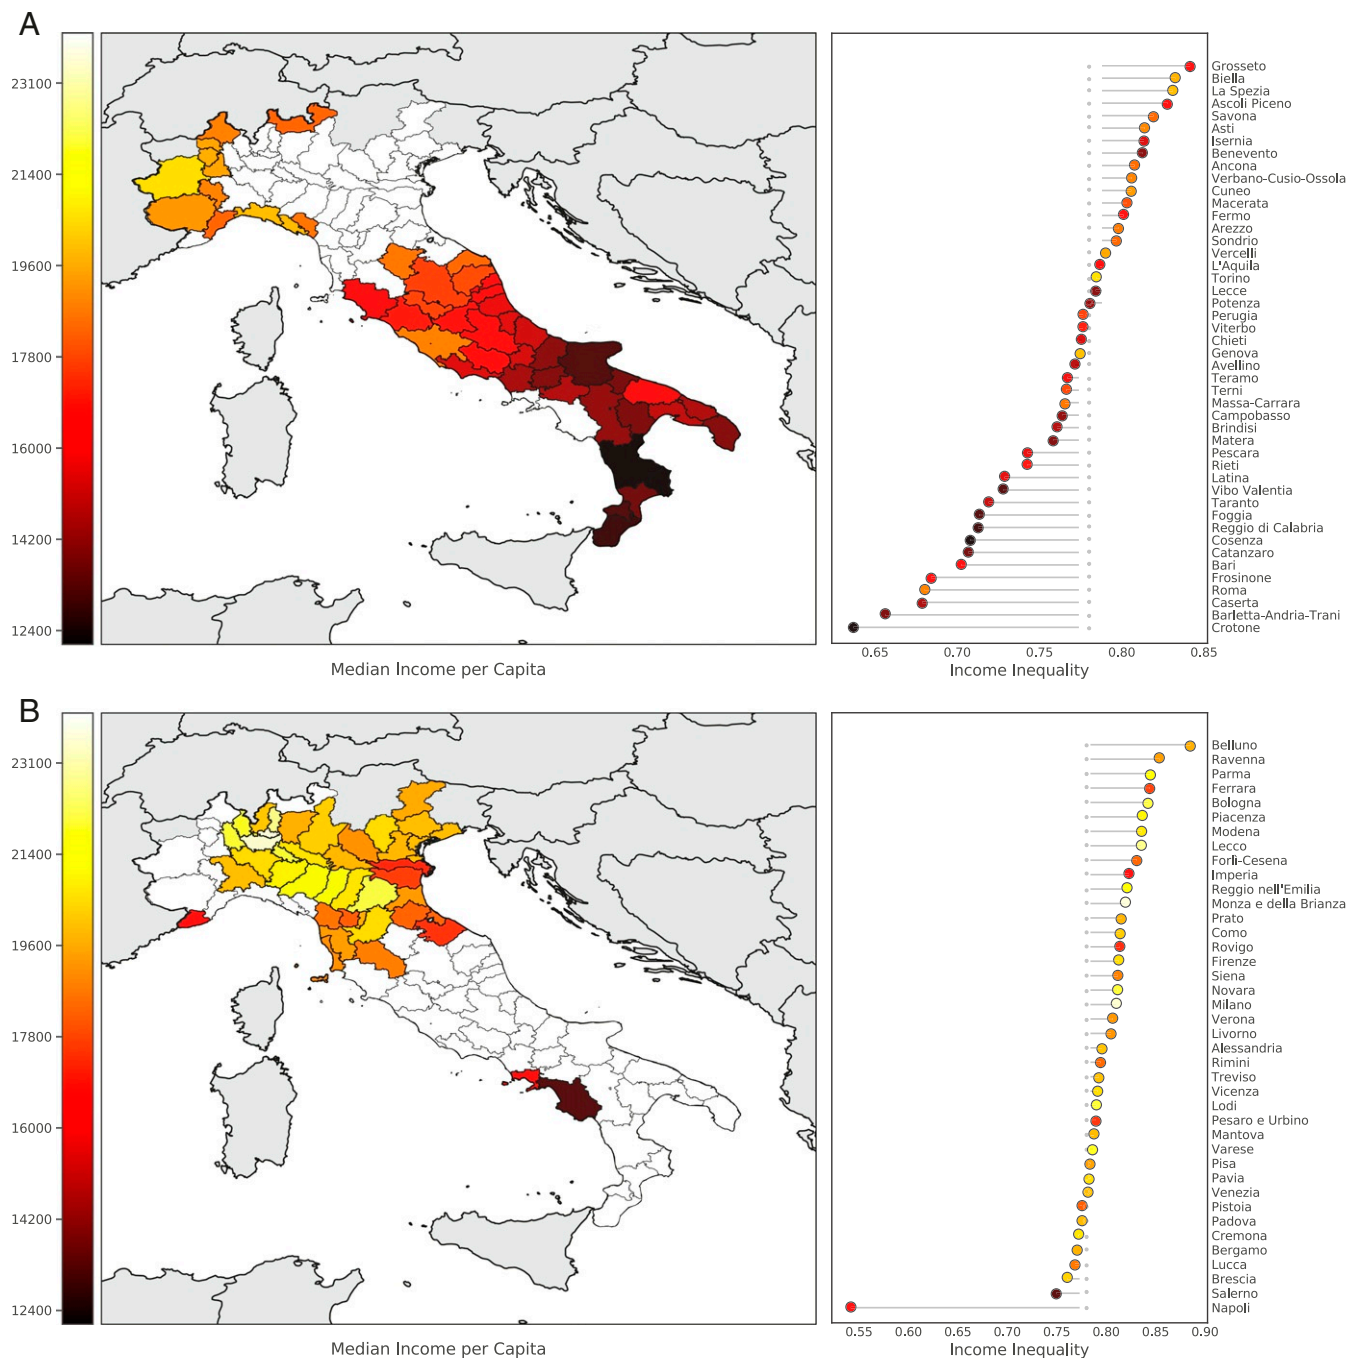 A
23100
21400
19600
17800
16000
14200
12400
Median Income per Capita
Grosseto
Biella
La Spezia
Ascoli Piceno
Savona
Asti
Isernia
Benevento
Ancona
Verbano-Cusio-Ossola
Cuneo
Macerata
Fermo
Arezzo
Sondrio
Vercelli
L'Aquila
Torino
Lecce
Potenza
Perugia
Viterbo
Chieti
Genova
Avellino
Teramo
Terni
Massa-Carrara
Campobasso
Brindisi
Matera
Pescara
Rieti
Latina
Vibo Valentia
Taranto
Foggia
Reggio di Calabria
Cosenza
Catanzaro
Bari
Frosinone
Roma
Caserta
Barletta-Andria-Trani
Crotone
0.65 0.70 0.75 0.80 0.85
Income Inequality
B
23100
21400
19600
17800
16000
14200
12400
Median Income per Capita
Belluno
Ravenna
Parma
Ferrara
Bologna
Piacenza
Modena
Lecco
Forlì-Cesena
Imperia
Reggio nell'Emilia
Monza e della Brianza
Prato
Como
Rovigo
Firenze
Siena
Novara
Milano
Verona
Livorno
Alessandria
Rimini
Treviso
Vicenza
Lodi
Pesaro e Urbino
Mantova
Varese
Pisa
Pavia
Venezia
Pistoia
Padova
Cremona
Bergamo
Lucca
Brescia
Salerno
Napoli
0.55 0.60 0.65 0.70 0.75 0.80 0.85 0.90
Income Inequality